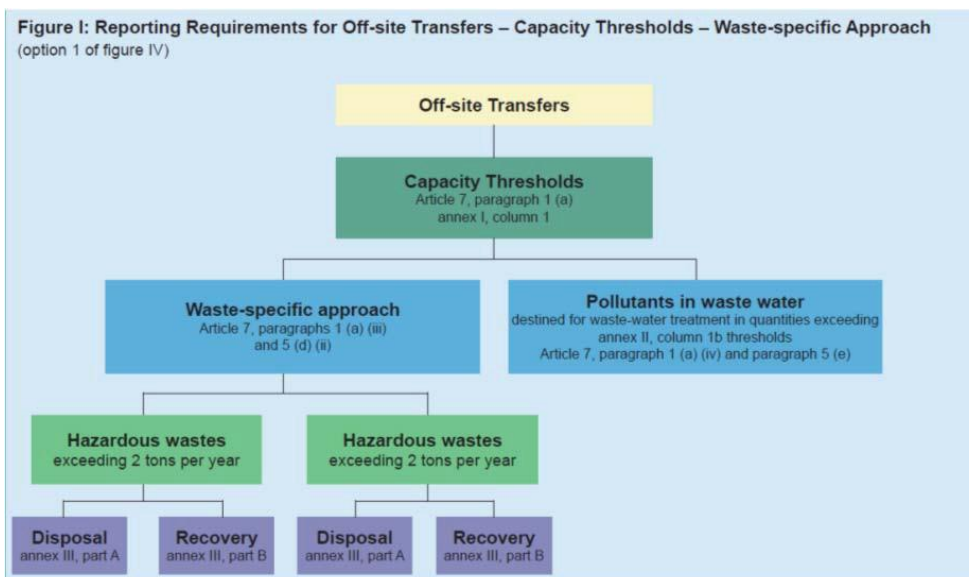 Figure I: Reporting Requirements for Off-site Transfers – Capacity Thresholds – Waste-specific Approach
(option 1 of figure IV)
Off-site Transfers
Capacity Thresholds
Article 7, paragraph 1 (a)
annex I, column 1
Waste-specific approach
Article 7, paragraphs 1 (a) (iii)
and 5 (d) (ii)
Pollutants in waste water
destined for waste-water treatment in quantities exceeding
annex II, column 1b thresholds
Article 7, paragraph 1 (a) (iv) and paragraph 5 (e)
Hazardous wastes
exceeding 2 tons per year
Hazardous wastes
exceeding 2 tons per year
Disposal
annex III, part A
Recovery
annex III, part B
Disposal
annex III, part A
Recovery
annex III, part B